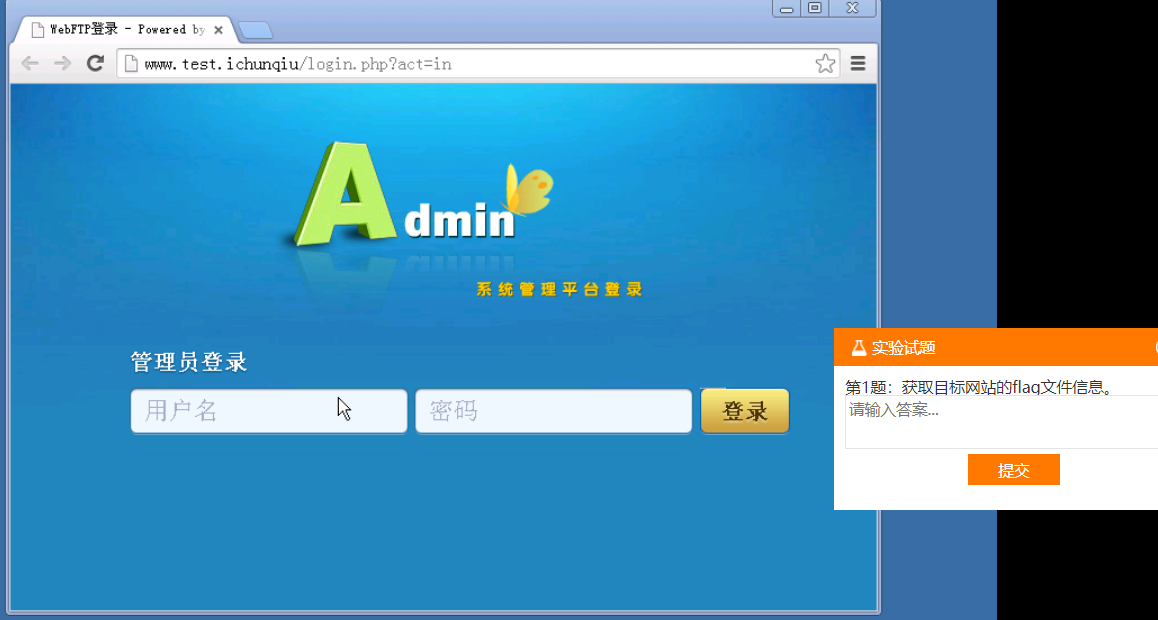 WebFTP登录 - Powered by
www.test.ichunqiu/login.php?act=in
Admin
系统管理平台登录
管理员登录
用户名
密码
登录
实验试题
第1题：获取目标网站的flag文件信息。
请输入答案...
提交